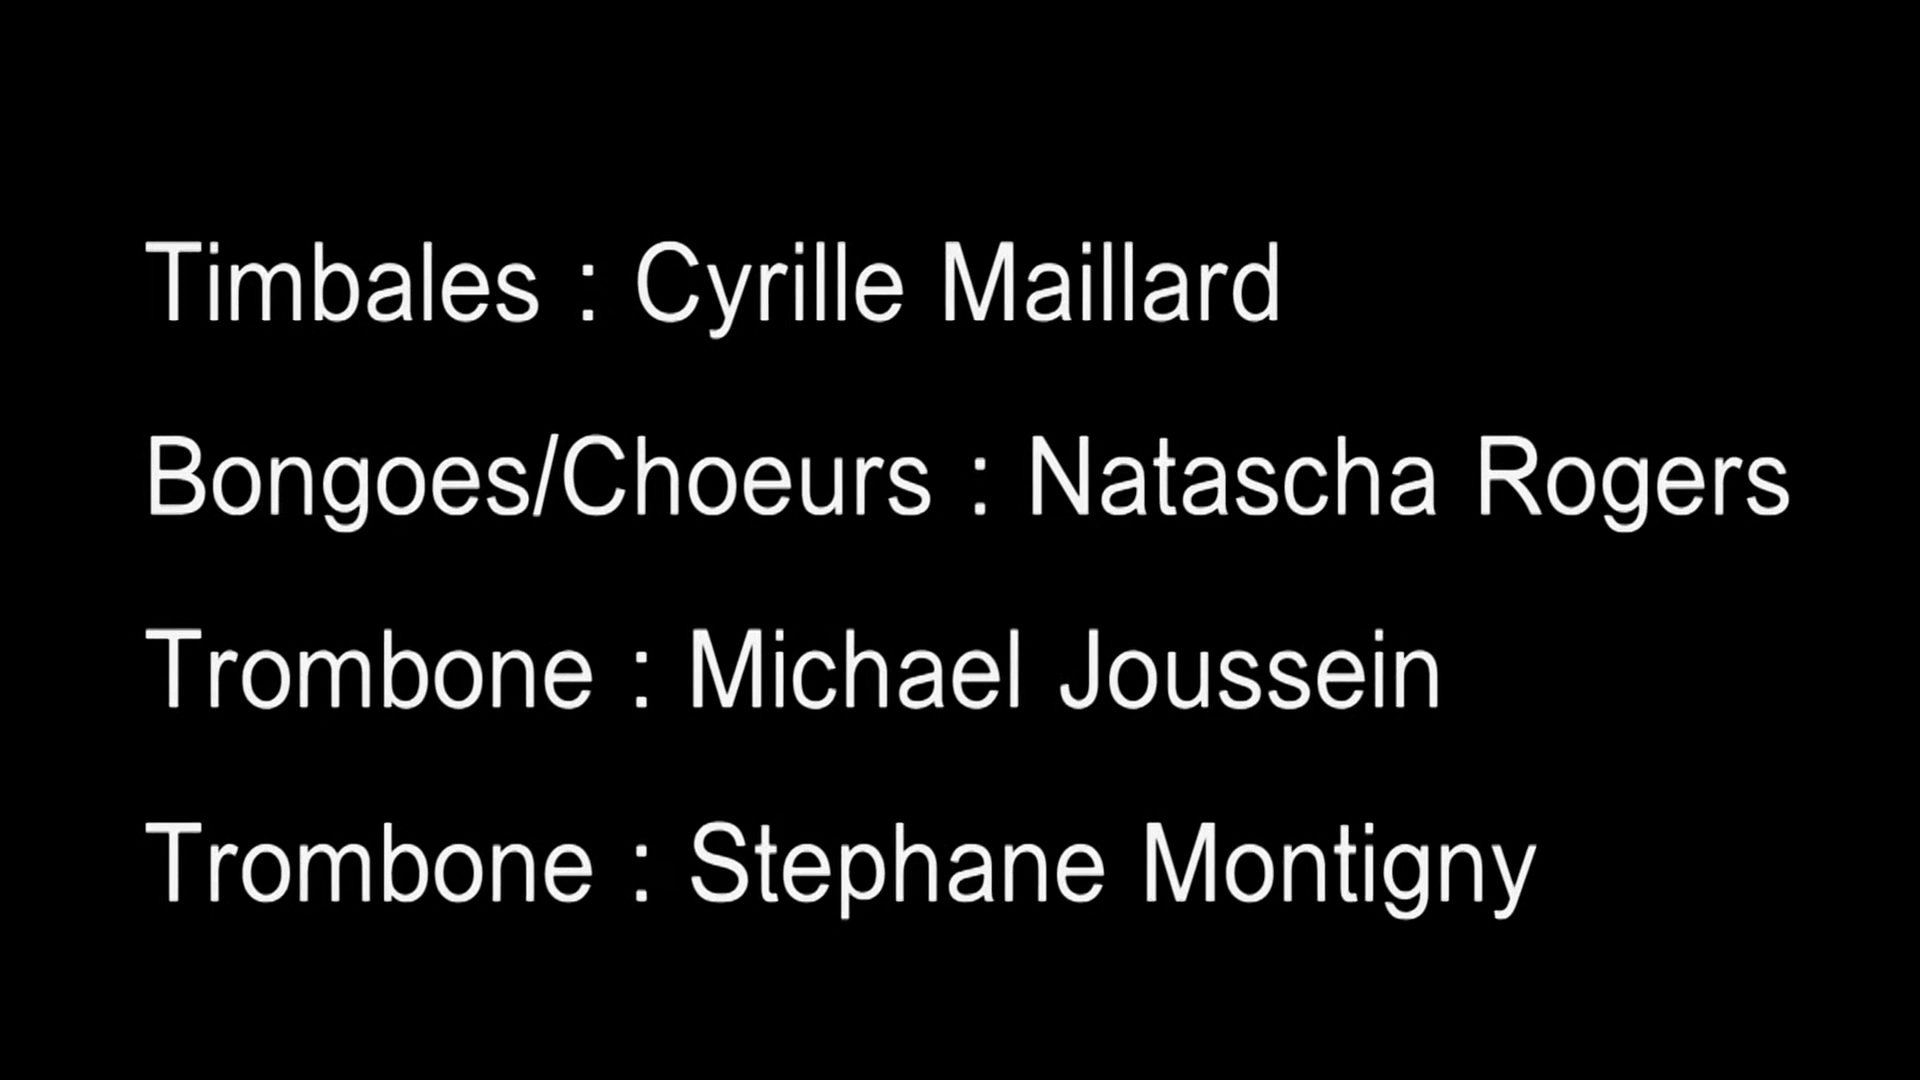 Timbales : Cyrille Maillard
Bongoes/Choeurs : Natascha Rogers
Trombone : Michael Joussein
Trombone : Stephane Montigny